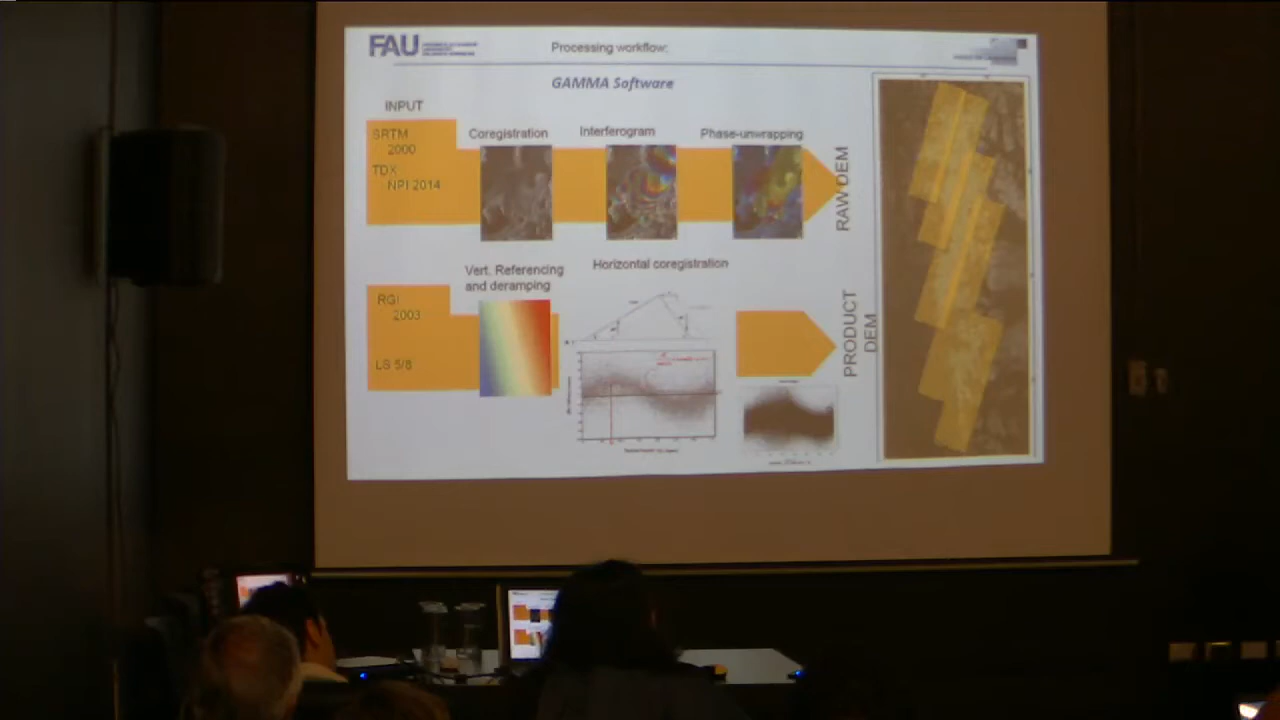 FAU
Processing workflow:
GAMMA Software
INPUT
SRTM
2000
TDX
NPI 2014
Coregistration
Interferogram
Phase-unwrapping
RAW DEM
Vert. Referencing
and deramping
Horizontal coregistration
RGI
2003
LS 5/8
PRODUCT
DEM